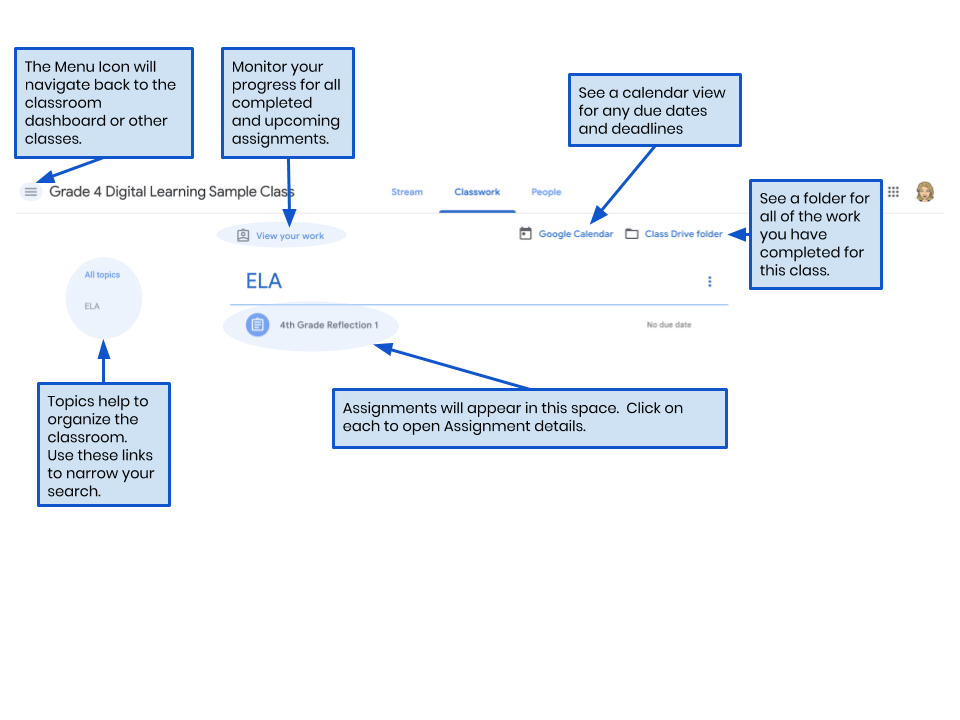 The Menu Icon will
navigate back to the
classroom
dashboard or other
classes.
Monitor your
progress for all
completed
and upcoming
assignments.
See a calendar view
for any due dates
and deadlines
Grade 4 Digital Learning Sample Class
Stream
Classwork
People
See a folder for
all of the work
you have
completed for
this class.
View your work
Google Calendar
Class Drive folder
All topics
ELA
ELA
4th Grade Reflection 1
No due date
Topics help to
organize the
classroom.
Use these links
to narrow your
search.
Assignments will appear in this space.  Click on
each to open Assignment details.